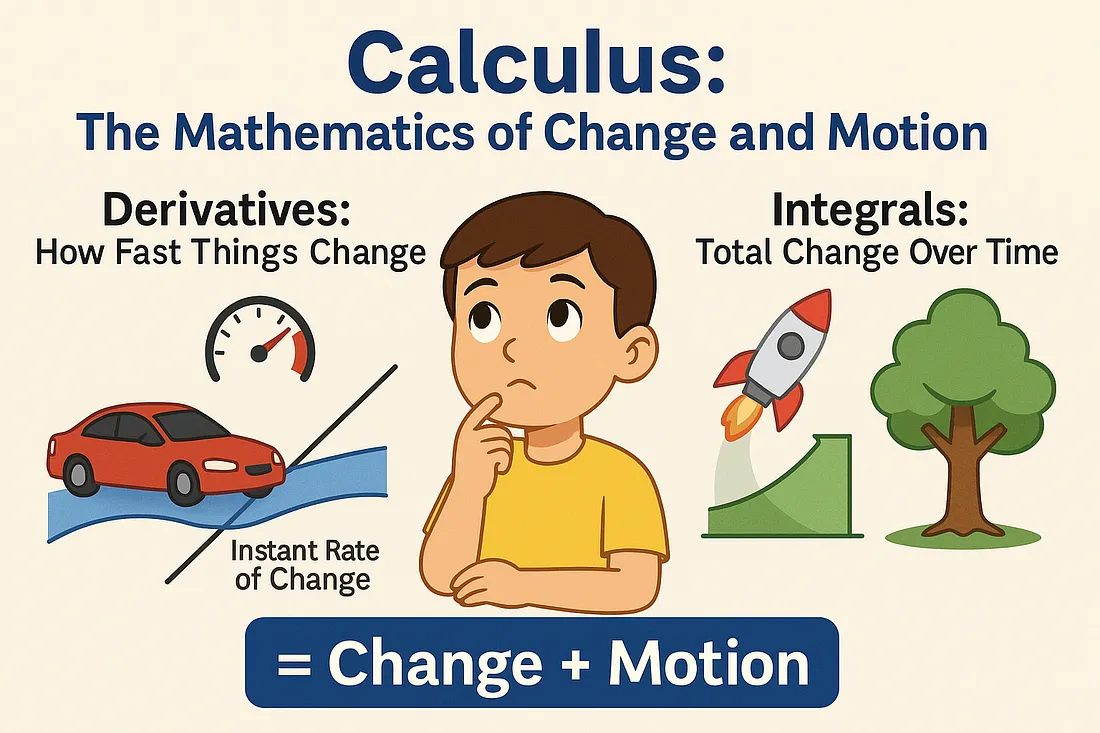 Calculus:
The Mathematics of Change and Motion
Derivatives:
How Fast Things Change
Integrals:
Total Change Over Time
Instant Rate
of Change
= Change + Motion